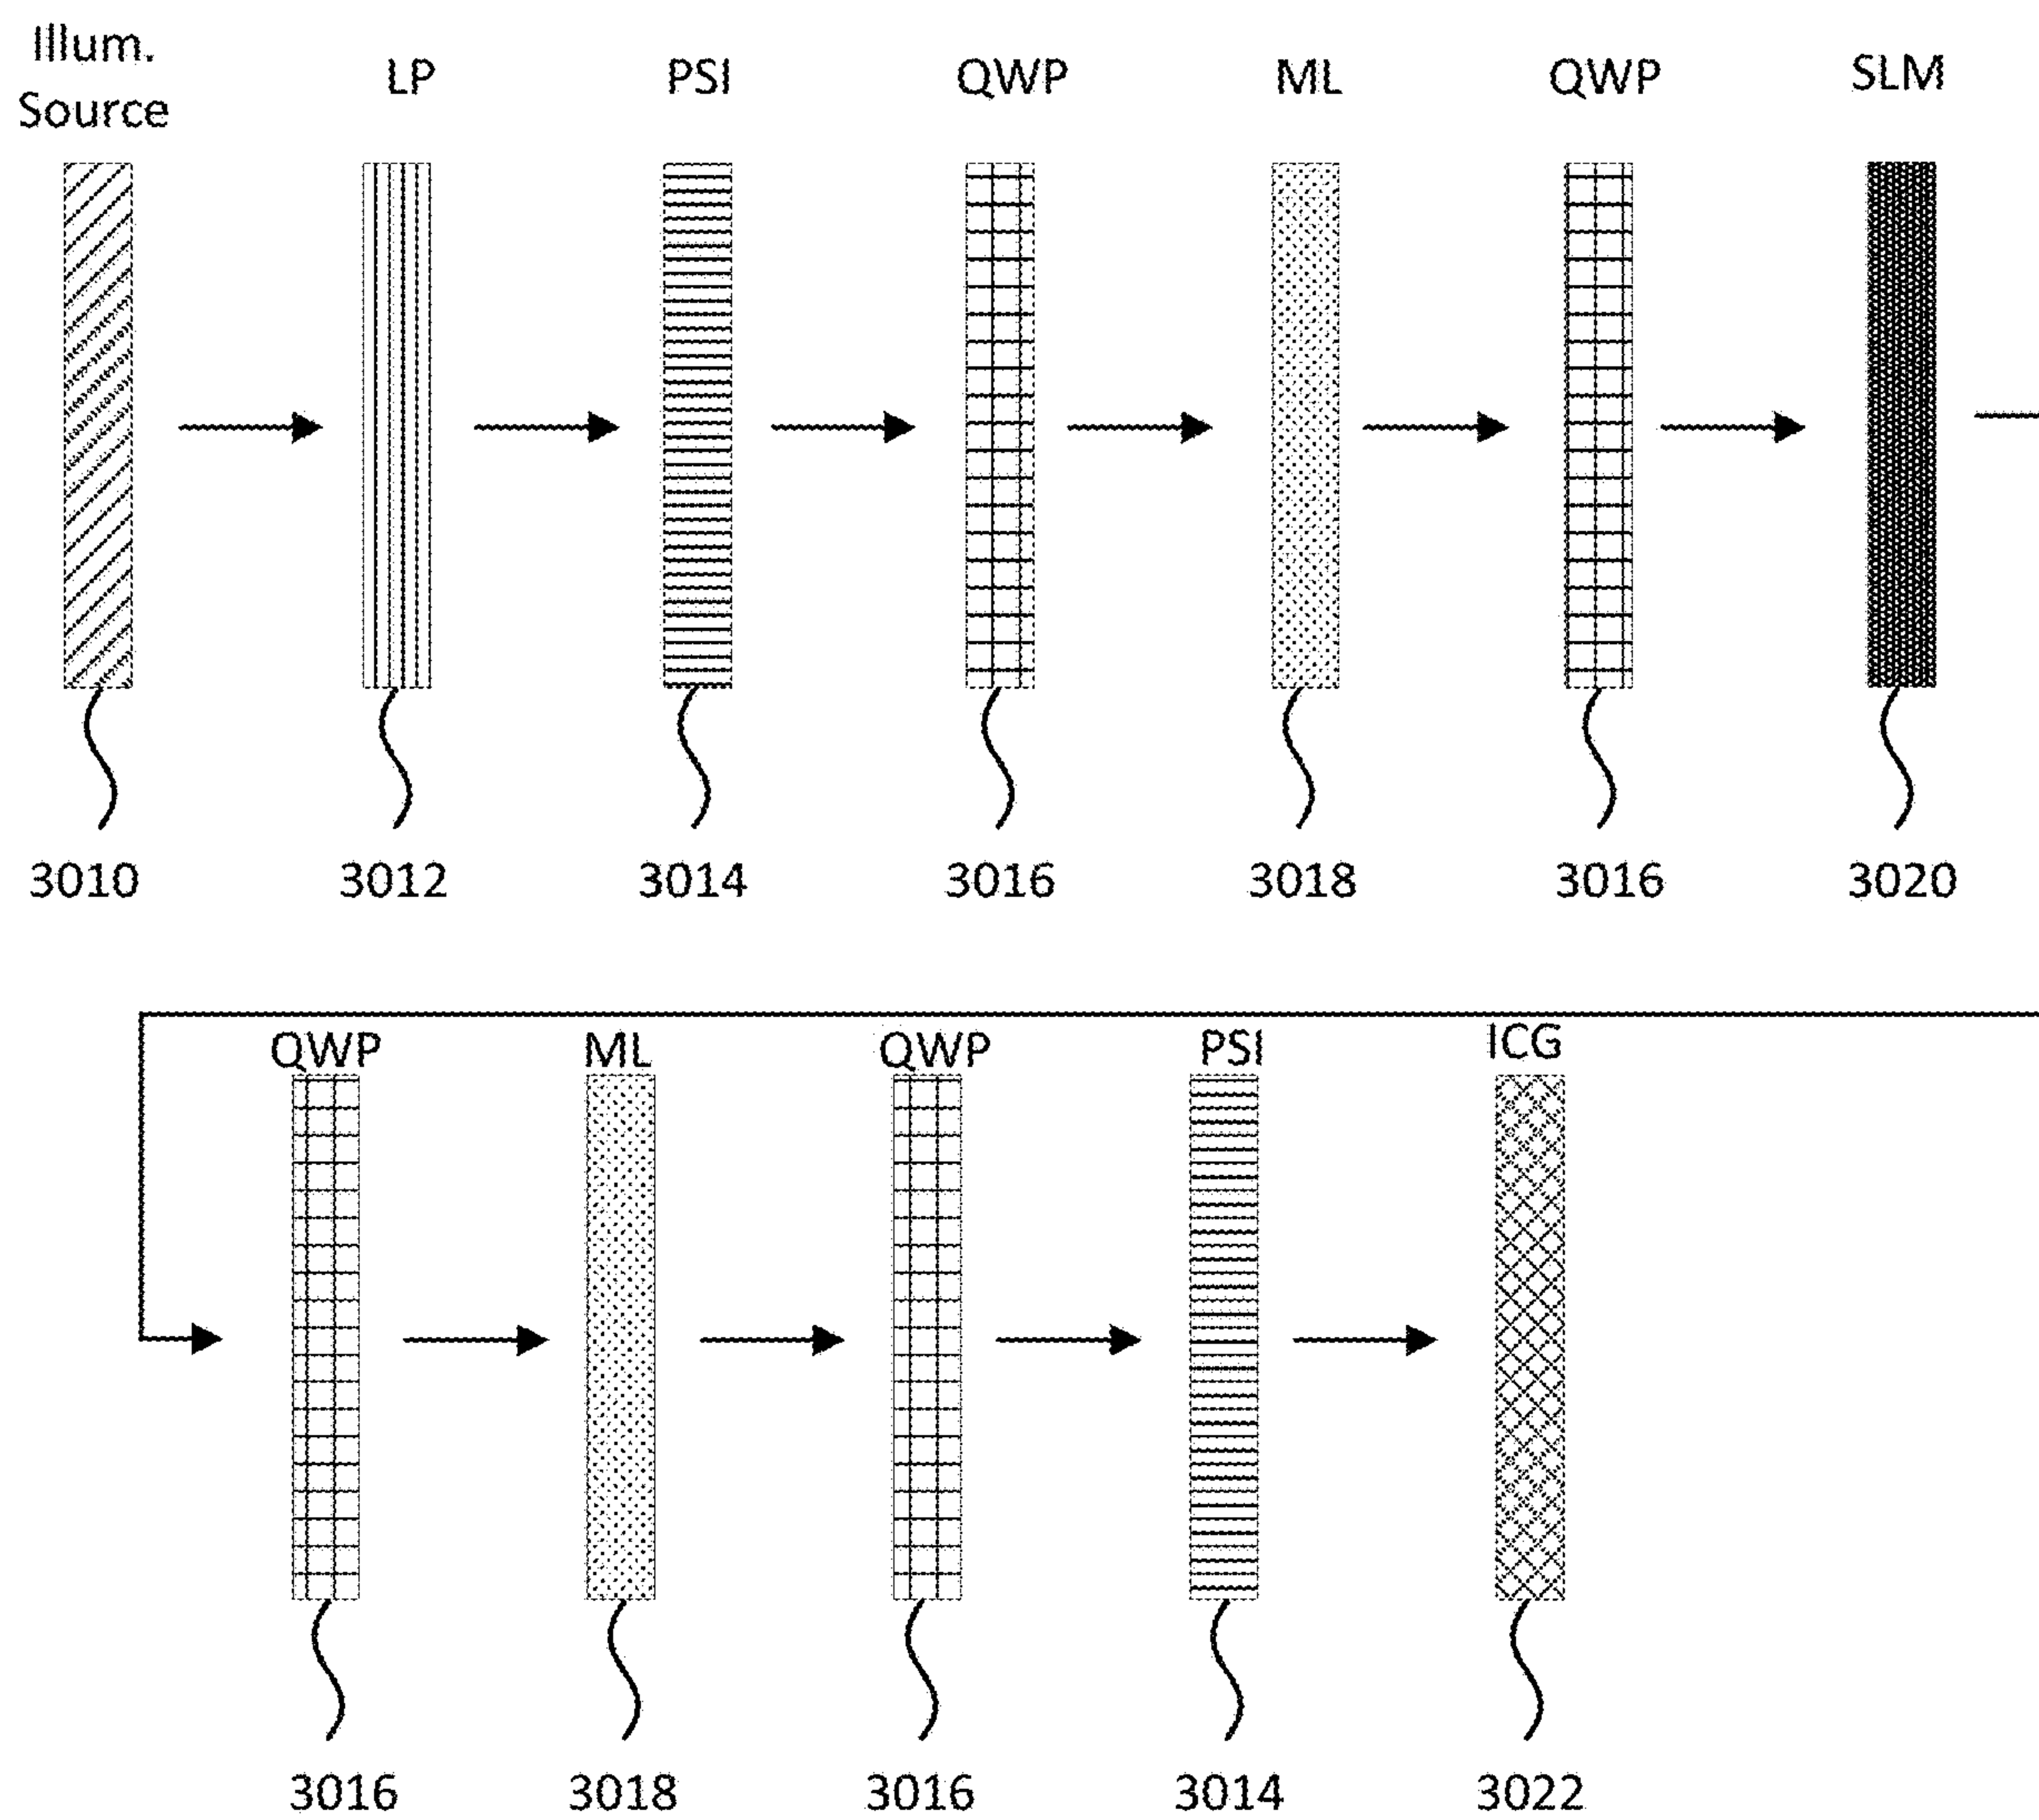 Illum.
Source
LP
PSI
QWP
ML
QWP
SLM
3010
3012
3014
3016
3018
3016
3020
QWP
ML
QWP
PSI
ICG
3016
3018
3016
3014
3022